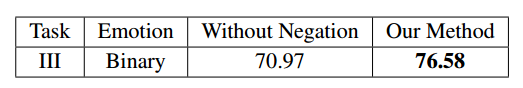 Task Emotion Without Negation Our Method
III Binary 70.97 76.58